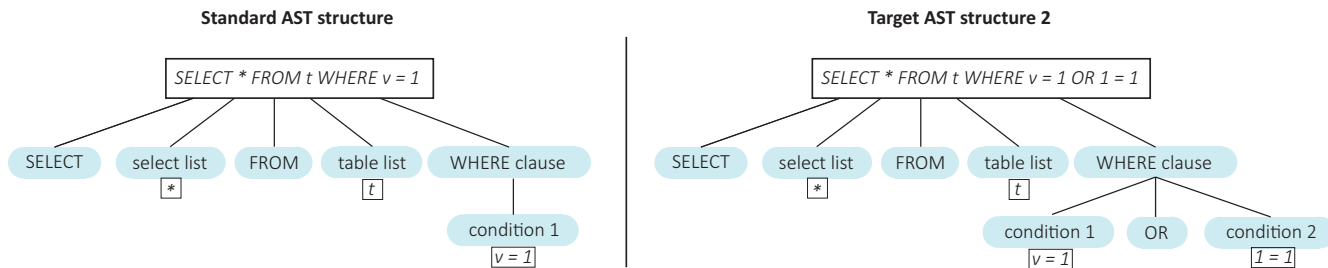 Standard AST structure
SELECT * FROM t WHERE v = 1
SELECT select list FROM table list WHERE clause
* t
condition 1
v = 1
Target AST structure 2
SELECT * FROM t WHERE v = 1 OR 1 = 1
SELECT select list FROM table list WHERE clause
* t
condition 1 OR condition 2
v = 1 1 = 1